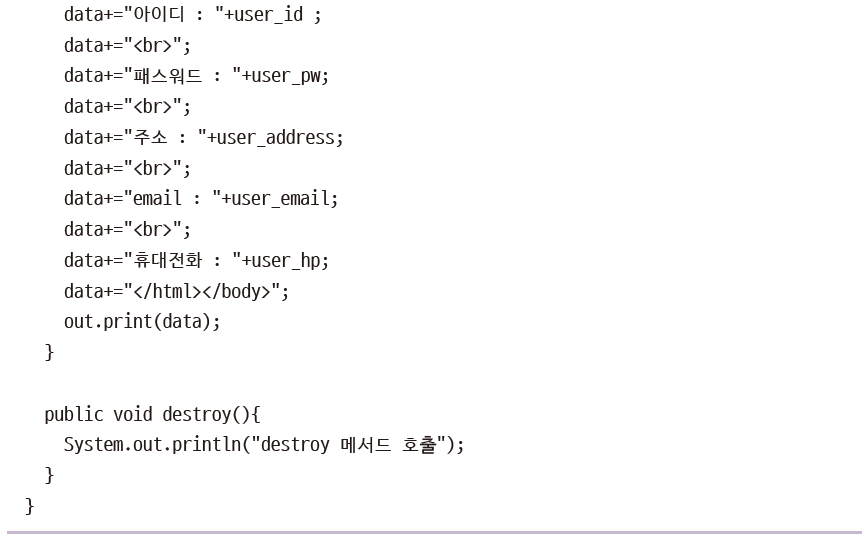 data+="아이디 : "+user_id ;
data+="<br>";
data+="패스워드 : "+user_pw;
data+="<br>";
data+="주소 : "+user_address;
data+="<br>";
data+="email : "+user_email;
data+="<br>";
data+="휴대전화 : "+user_hp;
data+="</html></body>";
out.print(data);
}
public void destroy(){
System.out.println("destroy 메서드 호출");
}
}